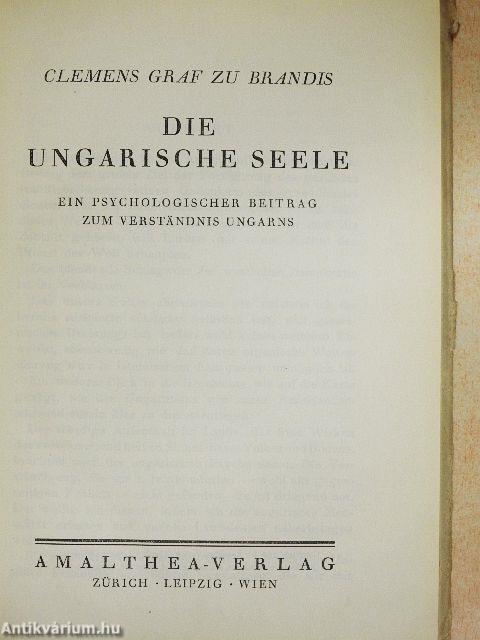 CLEMENS GRAF ZU BRANDIS
DIE
UNGARISCHE SEELE
EIN PSYCHOLOGISCHER BEITRAG
ZUM VERSTÄNDNIS UNGARNS
AMALTHEA-VERLAG
ZÜRICH · LEIPZIG · WIEN
Antikvárium.hu